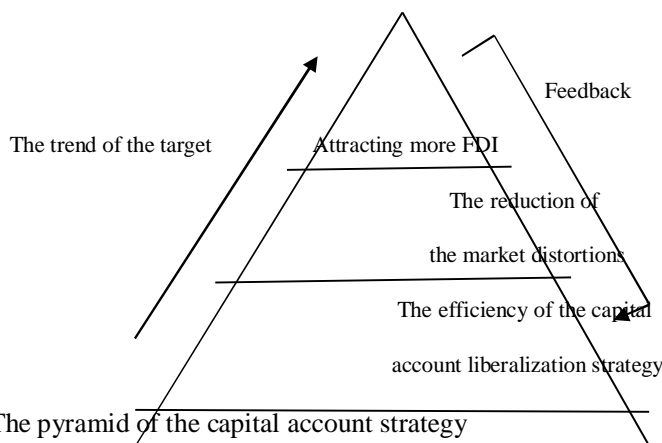 Feedback
The trend of the target
Attracting more FDI
The reduction of
the market distortions
The efficiency of the capital
account liberalization strategy
The pyramid of the capital account strategy